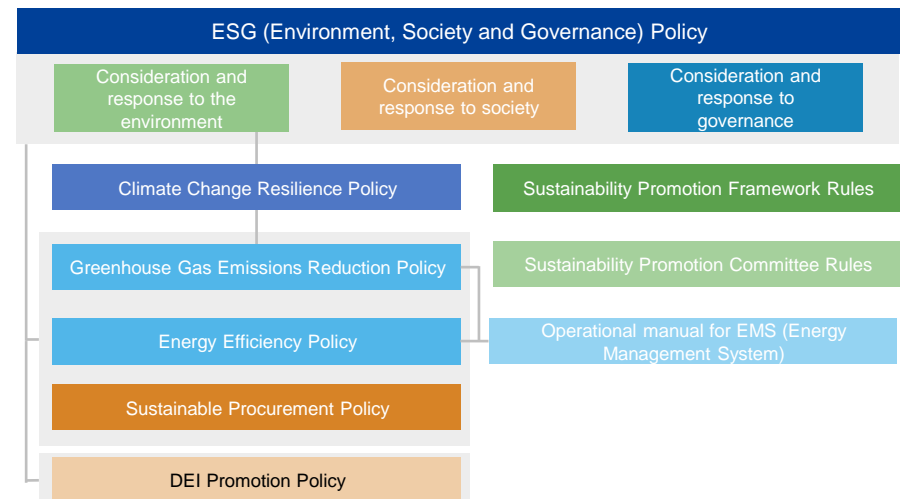 ESG (Environment, Society and Governance) Policy
Consideration and
response to the
environment
Consideration and
response to society
Consideration and
response to
governance
Climate Change Resilience Policy
Sustainability Promotion Framework Rules
Greenhouse Gas Emissions Reduction Policy
Sustainability Promotion Committee Rules
Energy Efficiency Policy
Operational manual for EMS (Energy
Management System)
Sustainable Procurement Policy
DEI Promotion Policy